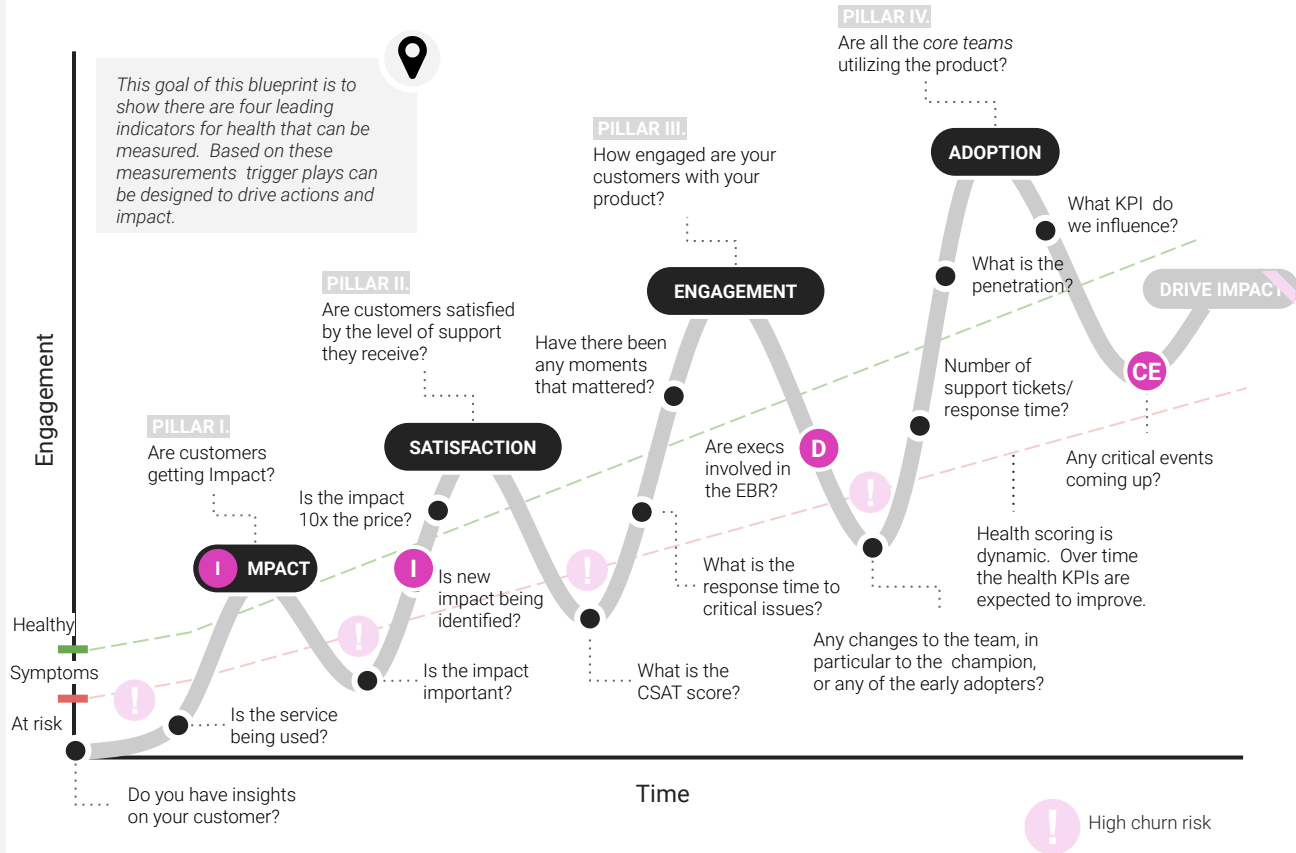 PILLAR IV.
Are all the core teams
utilizing the product?
This goal of this blueprint is to
show there are four leading
indicators for health that can be
measured. Based on these
measurements trigger plays can
be designed to drive actions and
impact.
PILLAR III.
How engaged are your
customers with your
product?
ADOPTION
What KPI do
we influence?
What is the
penetration?
DRIVE IMPACT
PILLAR II.
Are customers satisfied
by the level of support
they receive?
ENGAGEMENT
Have there been
any moments
that mattered?
CE
Number of
support tickets/
response time?
Engagement
PILLAR I.
Are customers
getting Impact?
SATISFACTION
Are execs
involved in
the EBR?
D
Any critical events
coming up?
Is the impact
10x the price?
!
Health scoring is
dynamic. Over time
the health KPIs are
expected to improve.
I MPACT
I
Is new
impact being
identified?
!
What is the
response time to
critical issues?
Healthy
Symptoms
At risk
!
!
Is the impact
important?
What is the
CSAT score?
Any changes to the team, in
particular to the champion,
or any of the early adopters?
Is the service
being used?
Do you have insights
on your customer?
Time
!
High churn risk